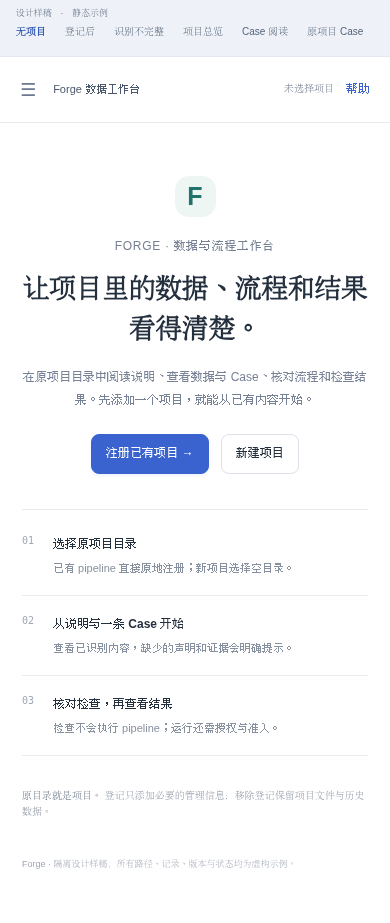 设计样稿 · 静态示例
无项目 登记后 识别不完整 项目总览 Case 阅读 原项目 Case
☰ Forge 数据工作台 未选择项目 帮助
F
FORGE · 数据与流程工作台
让项目里的数据、流程和结果
看得清楚。
在原项目目录中阅读说明、查看数据与 Case、核对流程和检查结
果。先添加一个项目，就能从已有内容开始。
注册已有项目 → 新建项目
01 选择原项目目录
已有 pipeline 直接原地注册；新项目选择空目录。
02 从说明与一条 Case 开始
查看已识别内容，缺少的声明和证据会明确提示。
03 核对检查，再查看结果
检查不会执行 pipeline；运行还需授权与准入。
原目录就是项目。 登记只添加必要的管理信息；移除登记保留项目文件与历史
数据。
Forge · 隔离设计样稿。所有路径、记录、版本与状态均为虚构示例。